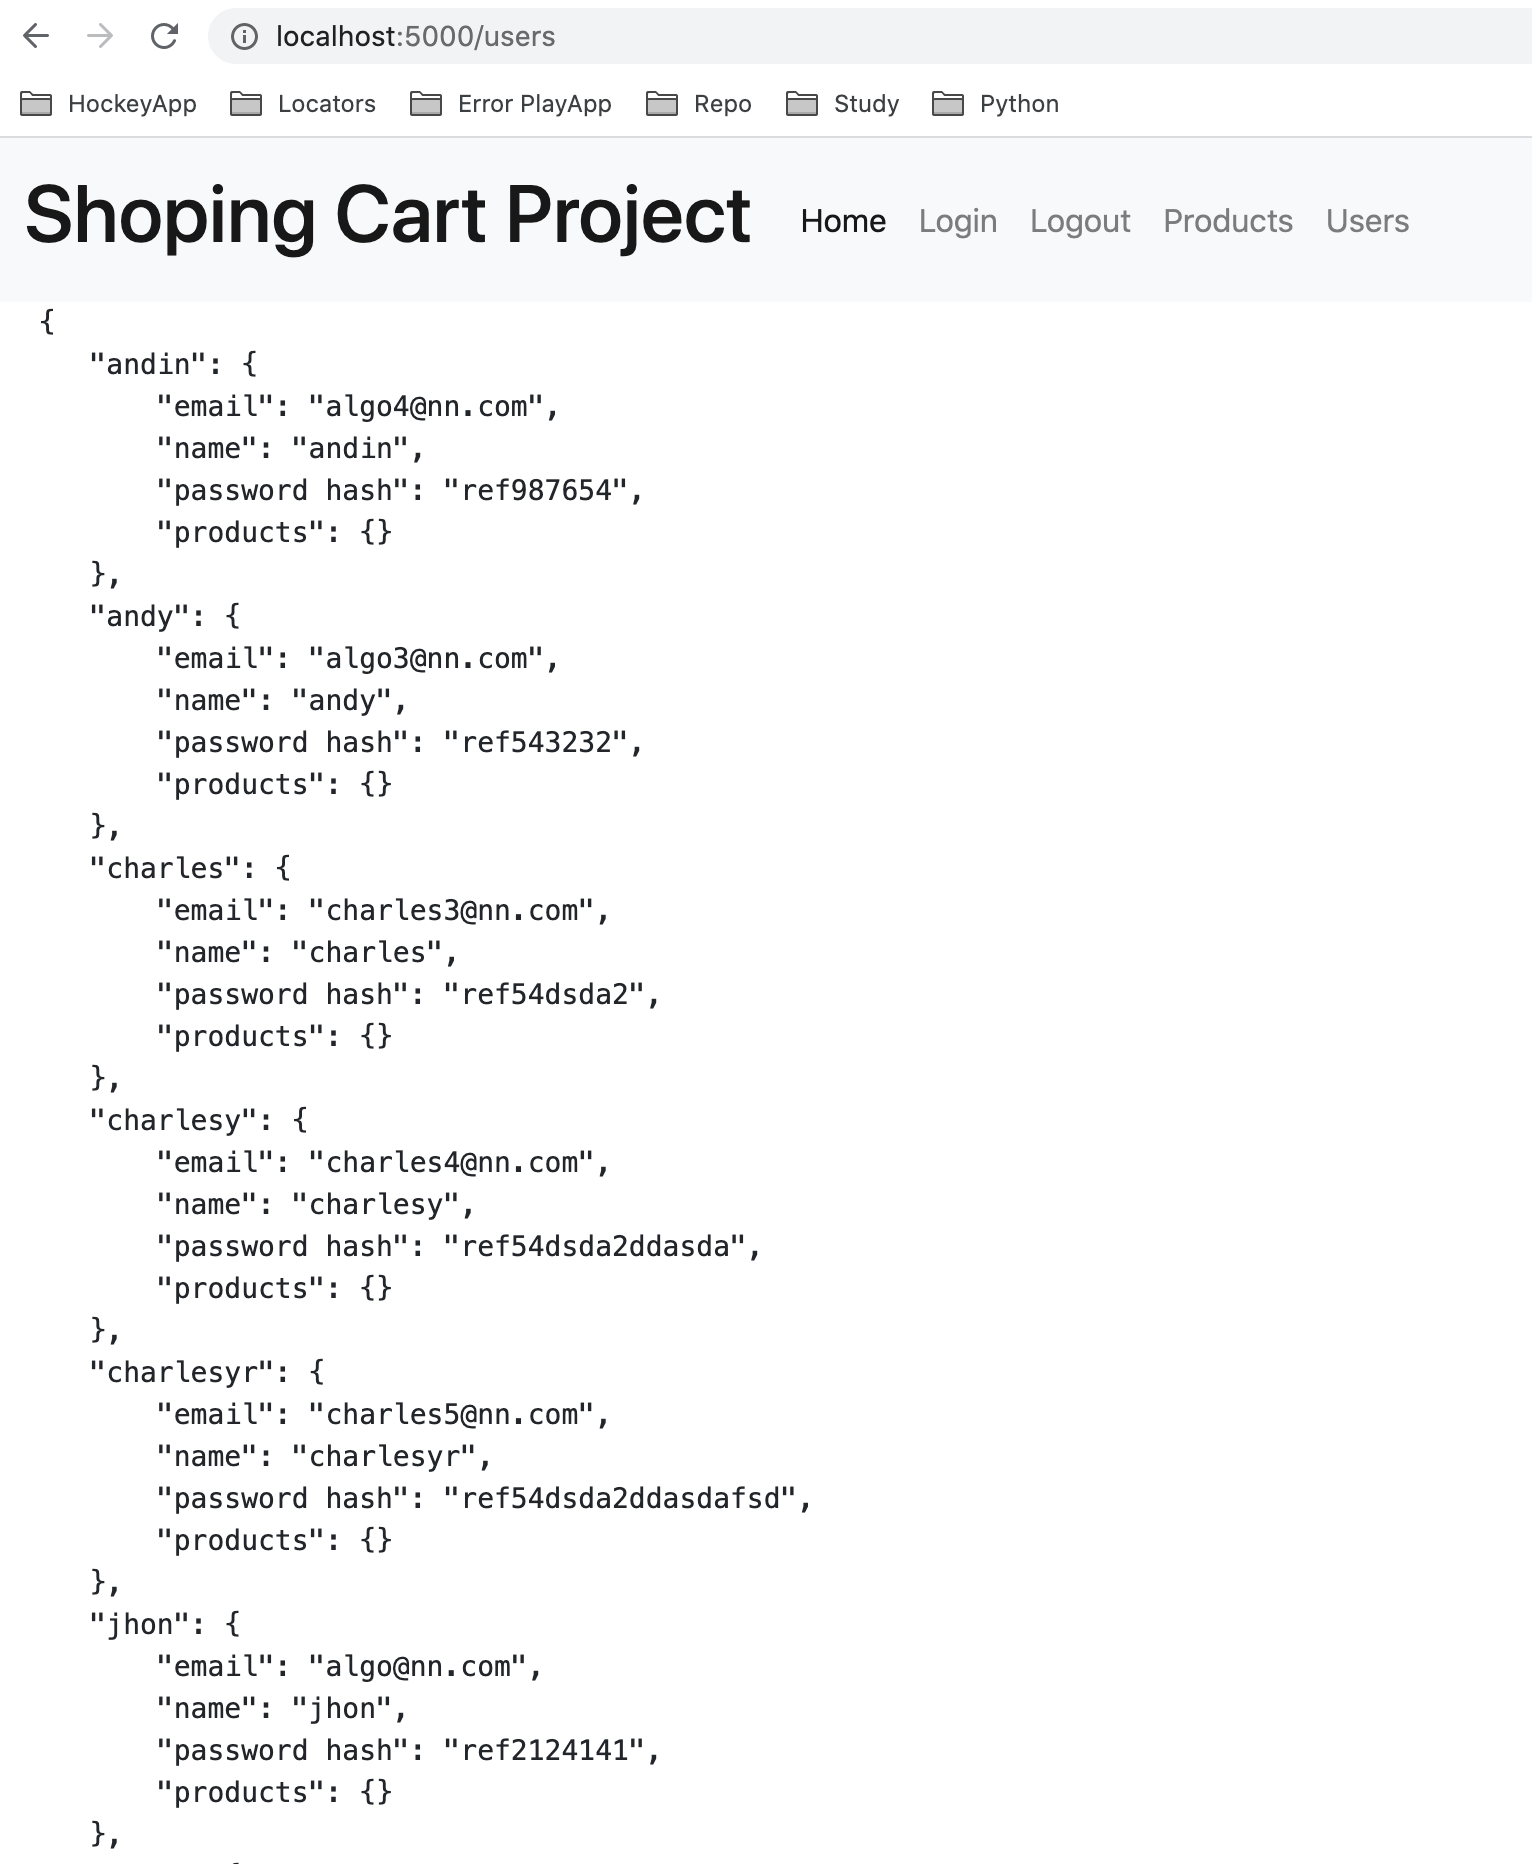 localhost:5000/users
HockeyApp Locators Error PlayApp Repo Study Python
Shoping Cart Project Home Login Logout Products Users
{
"andin": {
"email": "algo4@nn.com",
"name": "andin",
"password hash": "ref987654",
"products": {}
},
"andy": {
"email": "algo3@nn.com",
"name": "andy",
"password hash": "ref543232",
"products": {}
},
"charles": {
"email": "charles3@nn.com",
"name": "charles",
"password hash": "ref54dsda2",
"products": {}
},
"charlesy": {
"email": "charles4@nn.com",
"name": "charlesy",
"password hash": "ref54dsda2ddasda",
"products": {}
},
"charlesyr": {
"email": "charles5@nn.com",
"name": "charlesyr",
"password hash": "ref54dsda2ddasdafsd",
"products": {}
},
"jhon": {
"email": "algo@nn.com",
"name": "jhon",
"password hash": "ref2124141",
"products": {}
},